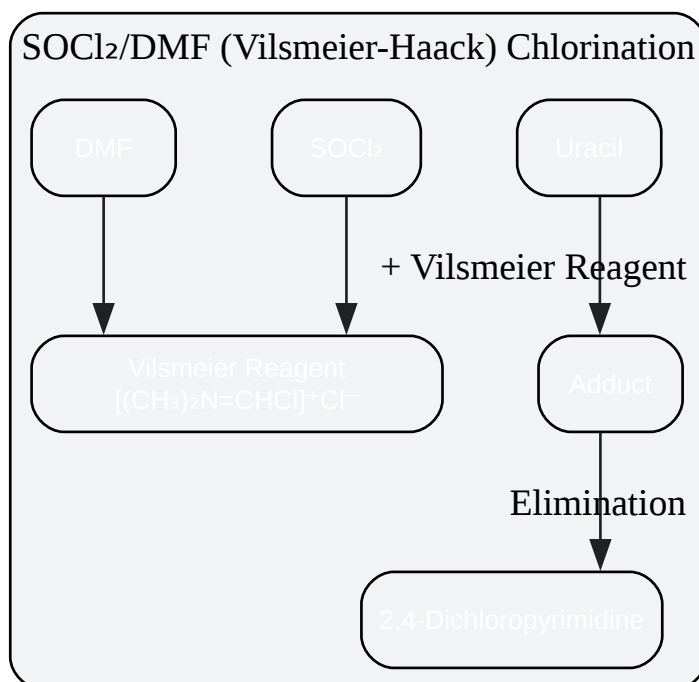 SOCl₂/DMF (Vilsmeier-Haack) Chlorination
DMF
SOCl₂
Uracil
+ Vilsmeier Reagent
Vilsmeier Reagent
[(CH₃)₂N=CHCl]⁺Cl⁻
Adduct
Elimination
2,4-Dichloropyrimidine